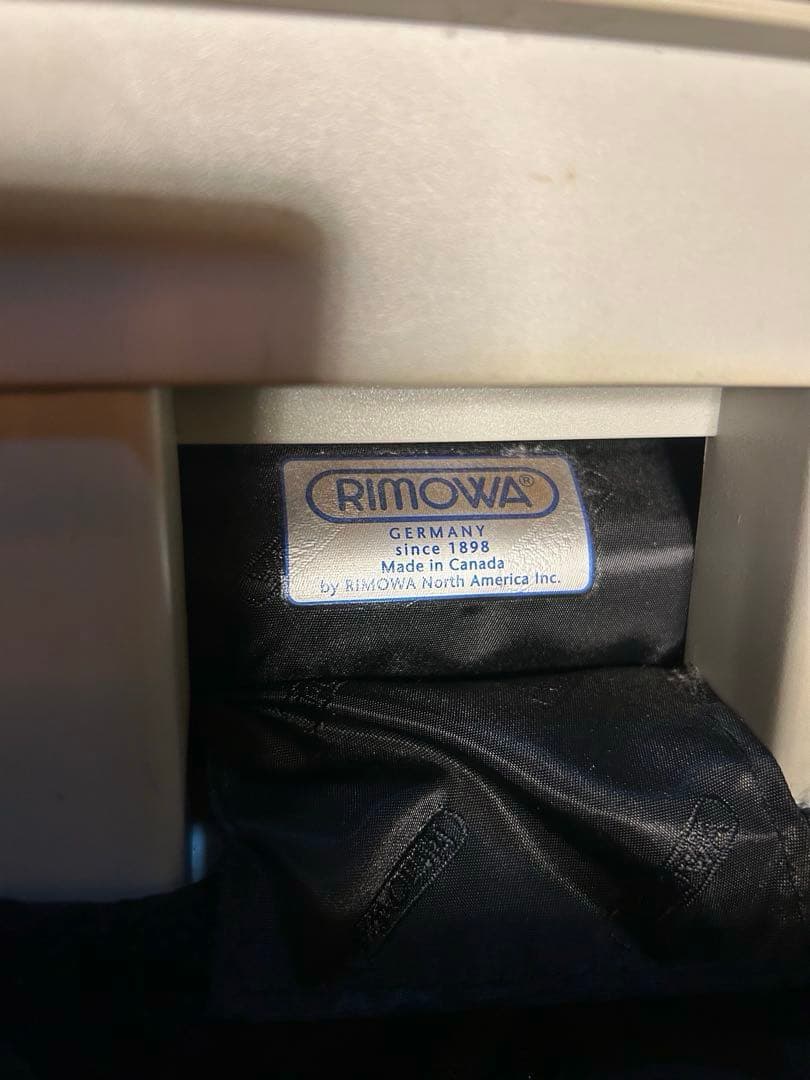 RIMOWA®
GERMANY
since 1898
Made in Canada
by RIMOWA North America Inc.